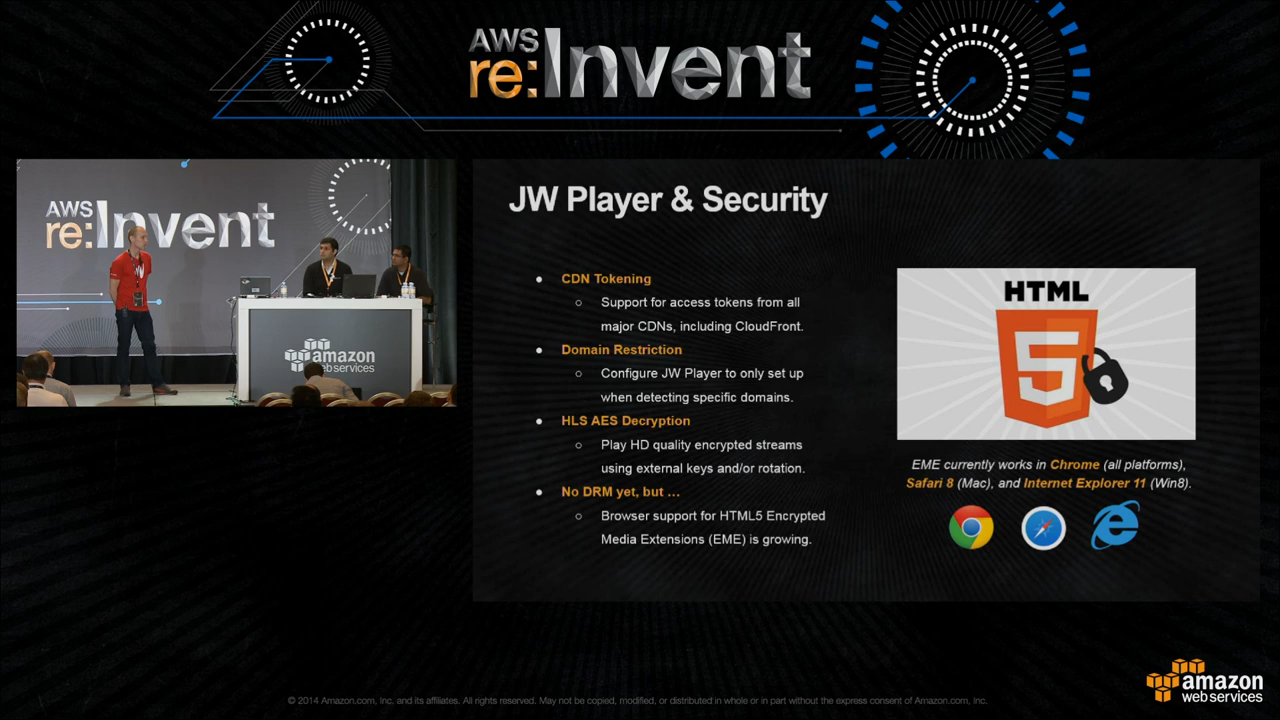 AWS
re:Invent
AWS
re:Invent
amazon
web services
JW Player & Security
● CDN Tokening
○ Support for access tokens from all
major CDNs, including CloudFront.
● Domain Restriction
○ Configure JW Player to only set up
when detecting specific domains.
● HLS AES Decryption
○ Play HD quality encrypted streams
using external keys and/or rotation.
● No DRM yet, but ...
○ Browser support for HTML5 Encrypted
Media Extensions (EME) is growing.
HTML
5
EME currently works in Chrome (all platforms),
Safari 8 (Mac), and Internet Explorer 11 (Win8).
amazon
web services
© 2014 Amazon.com, Inc. and its affiliates. All rights reserved. May not be copied, modified, or distributed in whole or in part without the express consent of Amazon.com, Inc.